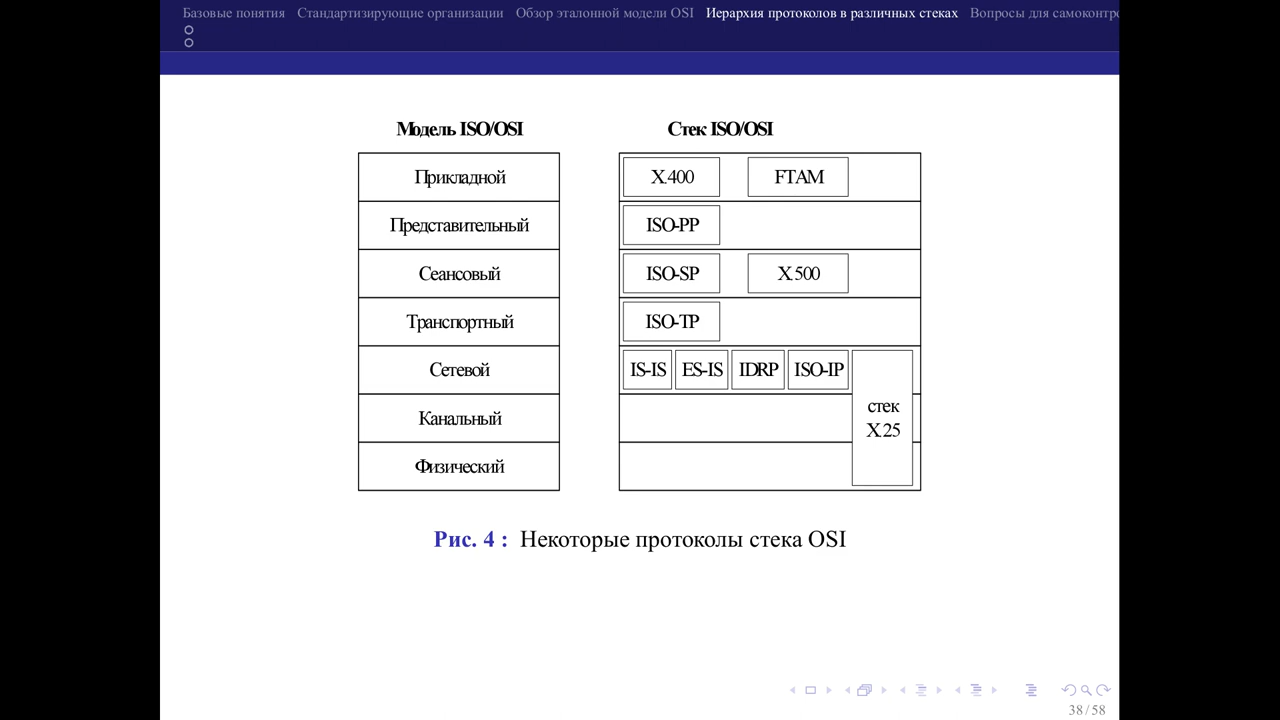 Базовые понятия Стандартизирующие организации Обзор эталонной модели OSI Иерархия протоколов в различных стеках Вопросы для самоконтро
Модель ISO/OSI Стек ISO/OSI
Прикладной X.400 FTAM
Представительный ISO-PP
Сеансовый ISO-SP X.500
Транспортный ISO-TP
Сетевой IS-IS ES-IS IDRP ISO-IP
стек
Канальный X.25
Физический
Рис. 4 : Некоторые протоколы стека OSI
38 / 58